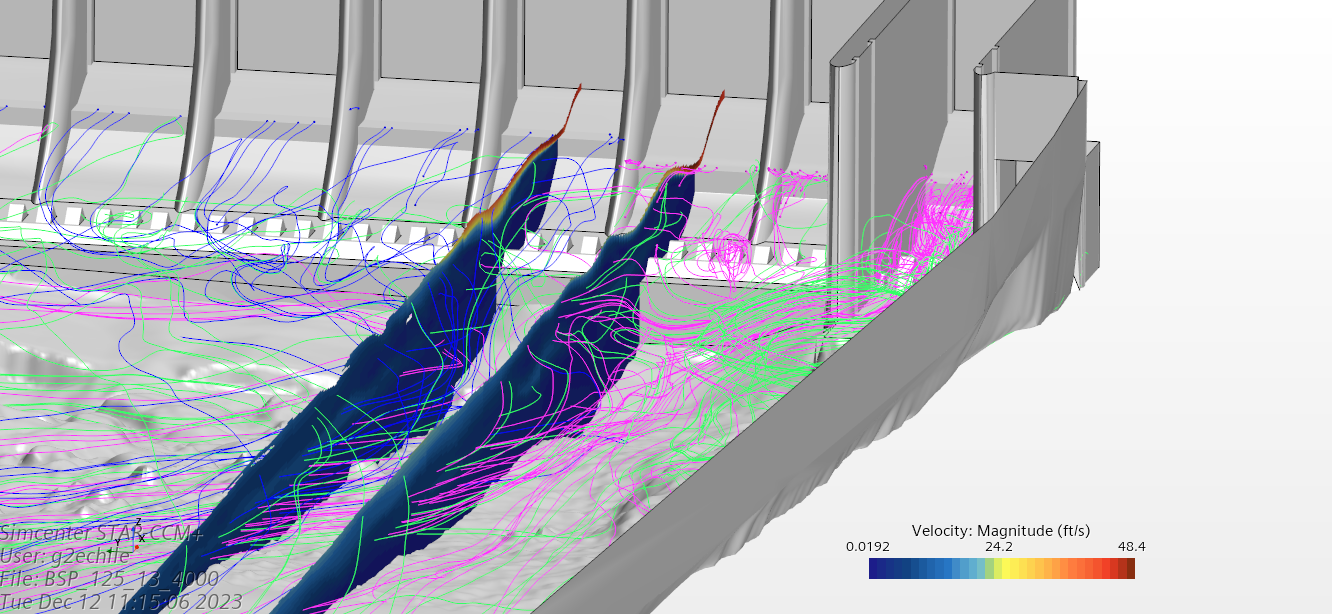 Velocity: Magnitude (ft/s)
0.0192 24.2 48.4
Z
Y X
Simcenter STAR-CCM+
User: g2echlle
File: BSP_125_13_4000
Tue Dec 12 11:15:06 2023